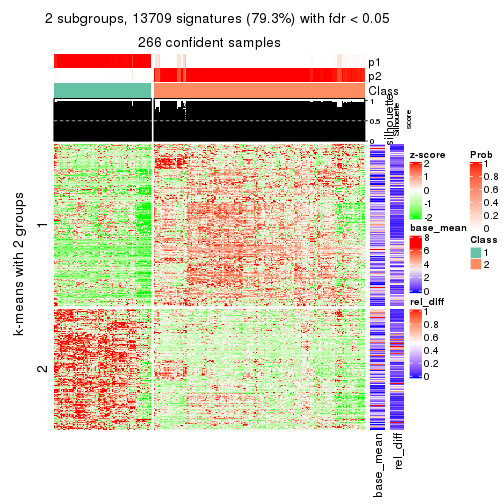 2 subgroups, 13709 signatures (79.3%) with fdr < 0.05
266 confident samples
p1
p2
Class
silhouette
Silhouette
score
1
0.5
0
k-means with 2 groups
1
2
base_mean
rel_diff
z-score
2
1
0
-1
-2
base_mean
8
6
4
2
0
rel_diff
1
0.8
0.6
0.4
0.2
0
Prob
1
0.8
0.6
0.4
0.2
0
Class
1
2